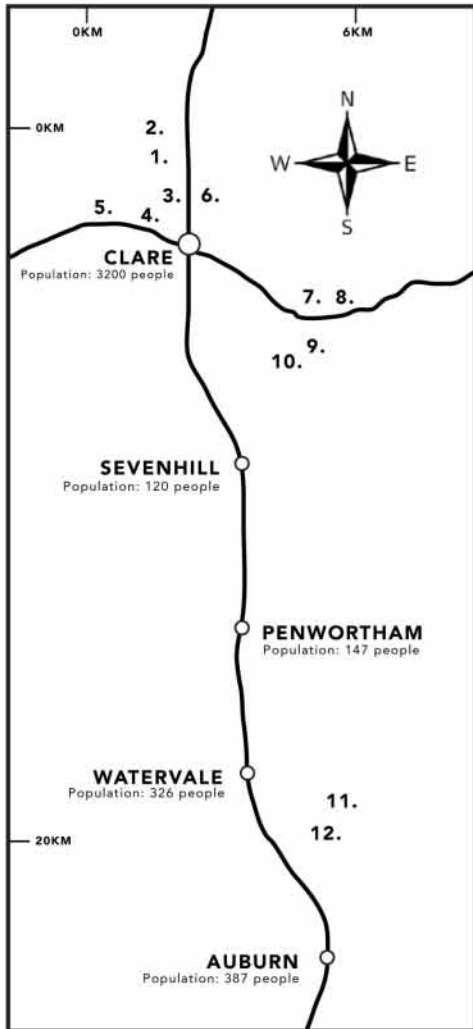 0KM 6KM
N
0KM
2.
1.
W E
3. 6.
S
5. 4.
CLARE
Population: 3200 people
7. 8.
9.
10.
SEVENHILL
Population: 120 people
PENWORTHAM
Population: 147 people
WATERVALE
Population: 326 people
11.
12.
20KM
AUBURN
Population: 387 people